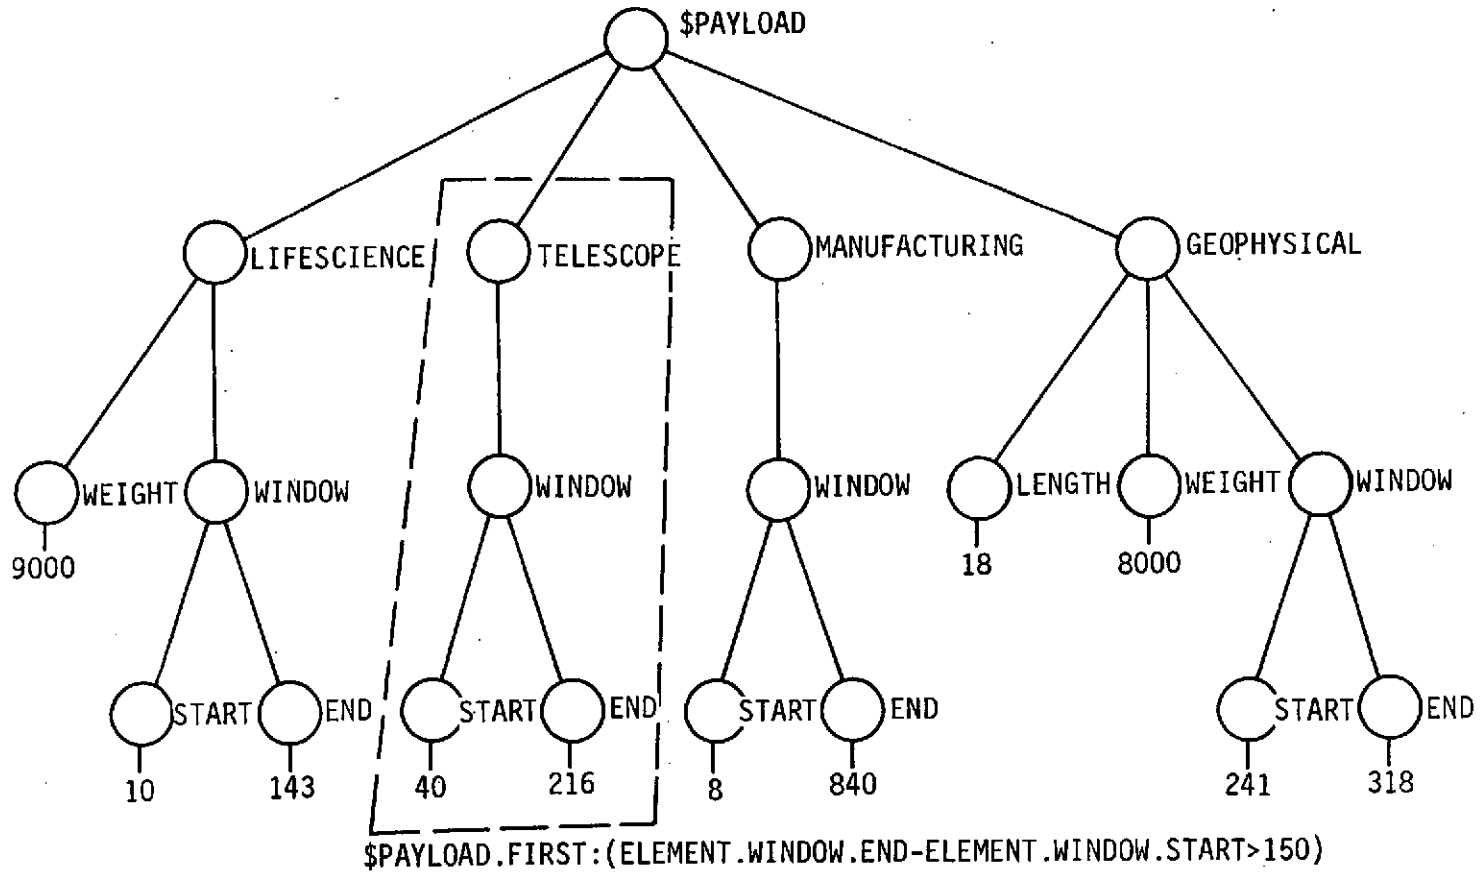 $PAYLOAD
LIFESCIENCE TELESCOPE MANUFACTURING GEOPHYSICAL
WEIGHT WINDOW WINDOW WINDOW LENGTH WEIGHT WINDOW
9000 18 8000
START END START END START END START END
10 143 40 216 8 840 241 318
$PAYLOAD.FIRST:(ELEMENT.WINDOW.END-ELEMENT.WINDOW.START>150)